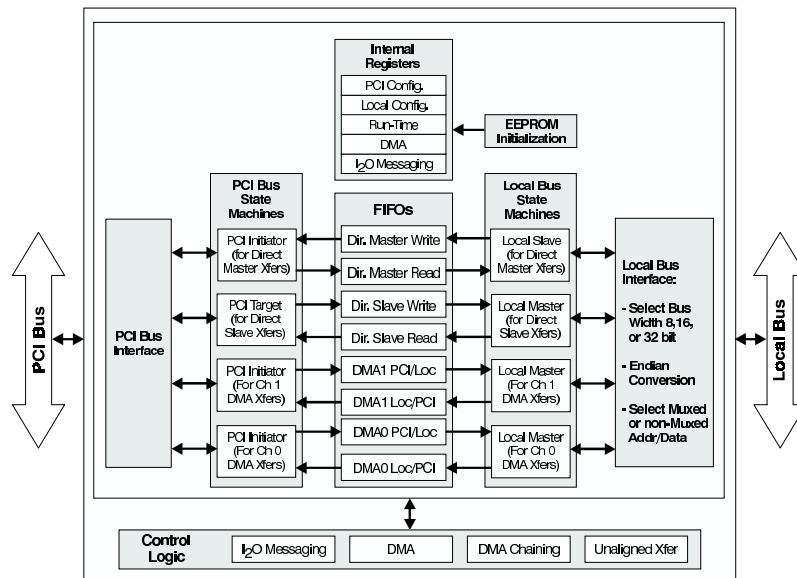 Internal
Registers
PCI Config.
Local Config.
Run-Time
DMA
I2O Messaging
EEPROM
Initialization
PCI Bus
State
Machines
FIFOs
Local Bus
State
Machines
PCI Bus
PCI Bus
Interface
PCI Initiator
(for Direct
Master Xfers)
PCI Target
(for Direct
Slave Xfers)
PCI Initiator
(For Ch 1
DMA Xfers)
PCI Initiator
(For Ch 0
DMA Xfers)
Dir. Master Write
Dir. Master Read
Dir. Slave Write
Dir. Slave Read
DMA1 PCI/Loc
DMA1 Loc/PCI
DMA0 PCI/Loc
DMA0 Loc/PCI
Local Slave
(for Direct
Master Xfers)
Local Master
(for Direct
Slave Xfers)
Local Master
(For Ch 1
DMA Xfers)
Local Master
(For Ch 0
DMA Xfers)
Local Bus
Interface:
- Select Bus
Width 8,16,
or 32 bit
- Endian
Conversion
- Select Muxed
or non-Muxed
Addr/Data
Local Bus
Control
Logic
I2O Messaging
DMA
DMA Chaining
Unaligned Xfer